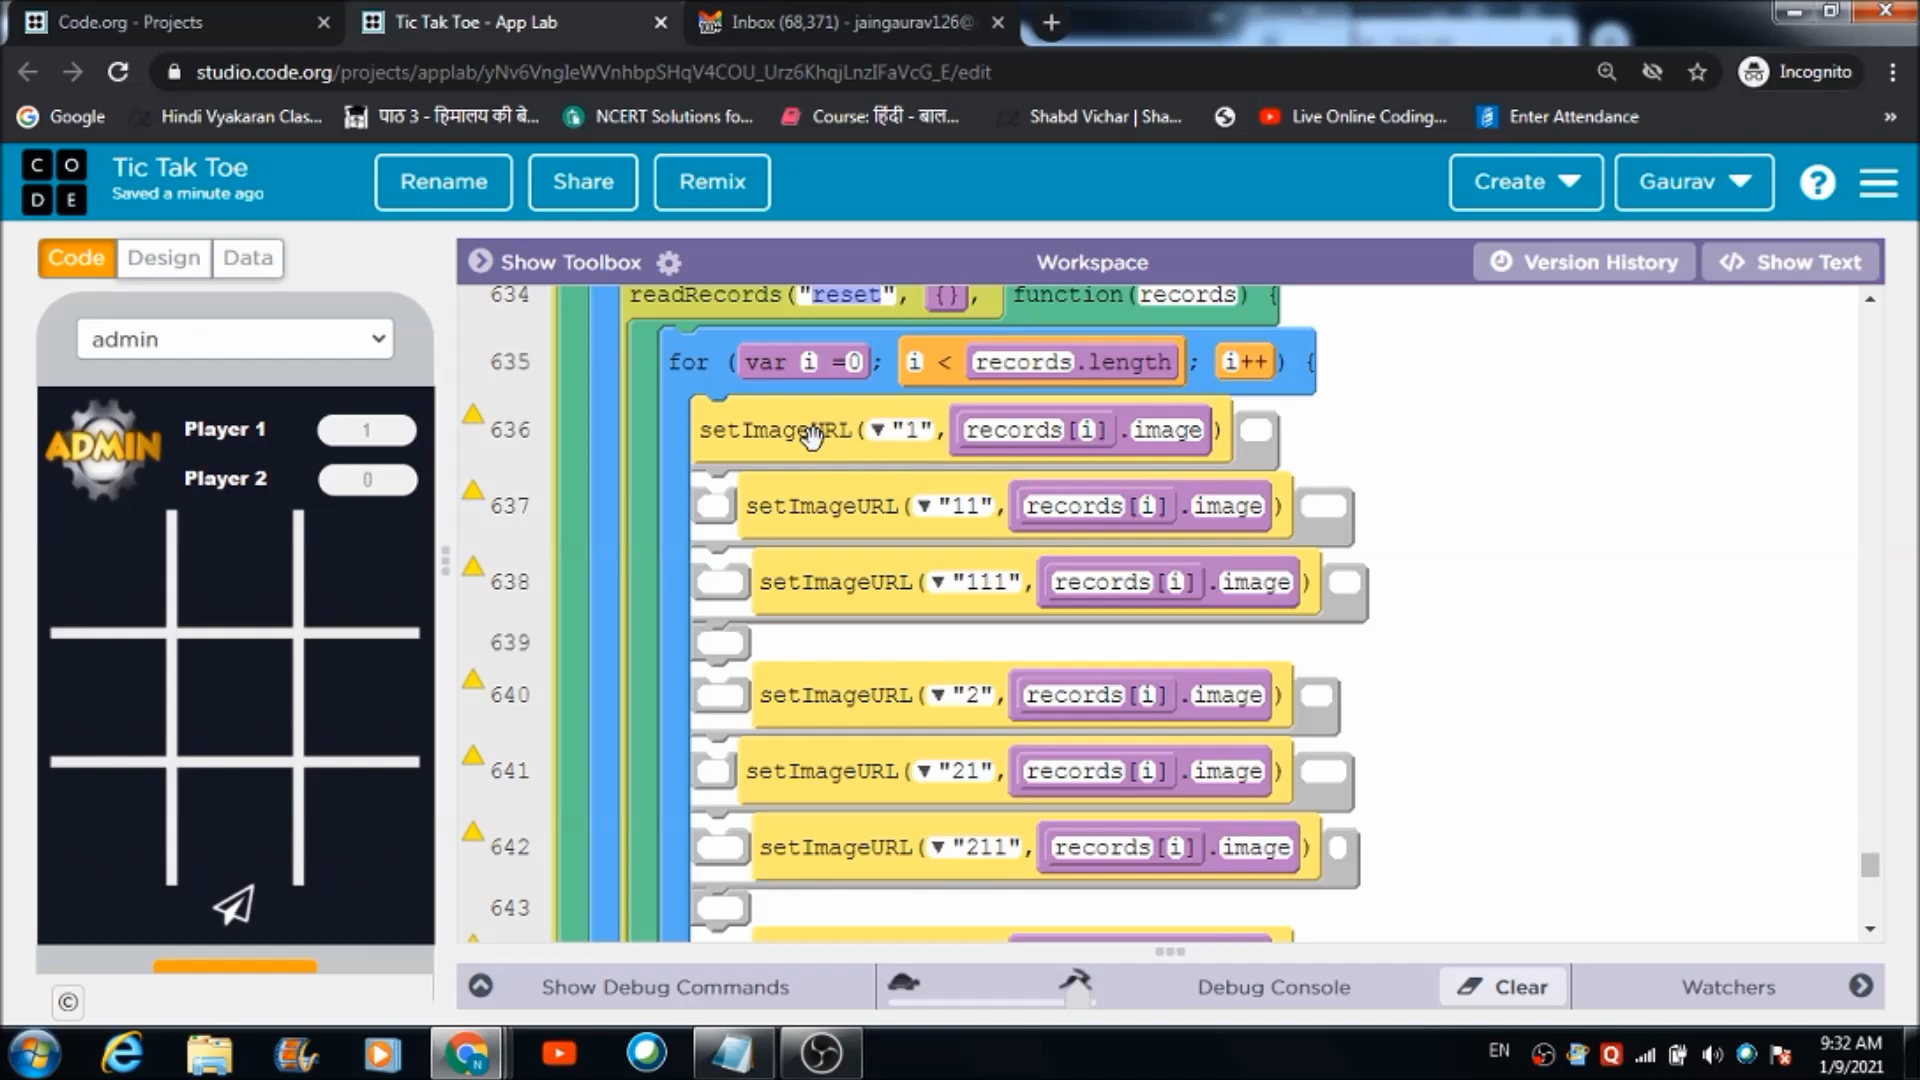 Code.org - Projects
Tic Tak Toe - App Lab
Inbox (68,371) - jaingaurav126@
studio.code.org/projects/applab/yNv6VngIeWVnhbpSHqV4COU_Urz6KhqjLnzIFaVcG_E/edit
Incognito
Google
Hindi Vyakaran Clas...
पाठ 3 - हिमालय की बे...
NCERT Solutions fo...
Course: हिंदी - बाल...
Shabd Vichar | Sha...
Live Online Coding...
Enter Attendance
»
C O
D E
Tic Tak Toe
Saved a minute ago
Rename
Share
Remix
Create
Gaurav
?
Code
Design
Data
Show Toolbox
Workspace
Version History
</> Show Text
admin
ADMIN
Player 1
1
Player 2
0
634 readRecords("reset", {}, function(records) {
635 for (var i =0; i < records.length; i++) {
636 setImageURL(▼"1", records[i].image)
637 setImageURL(▼"11", records[i].image)
638 setImageURL(▼"111", records[i].image)
639
640 setImageURL(▼"2", records[i].image)
641 setImageURL(▼"21", records[i].image)
642 setImageURL(▼"211", records[i].image)
643
©
Show Debug Commands
Debug Console
Clear
Watchers
EN
9:32 AM
1/9/2021